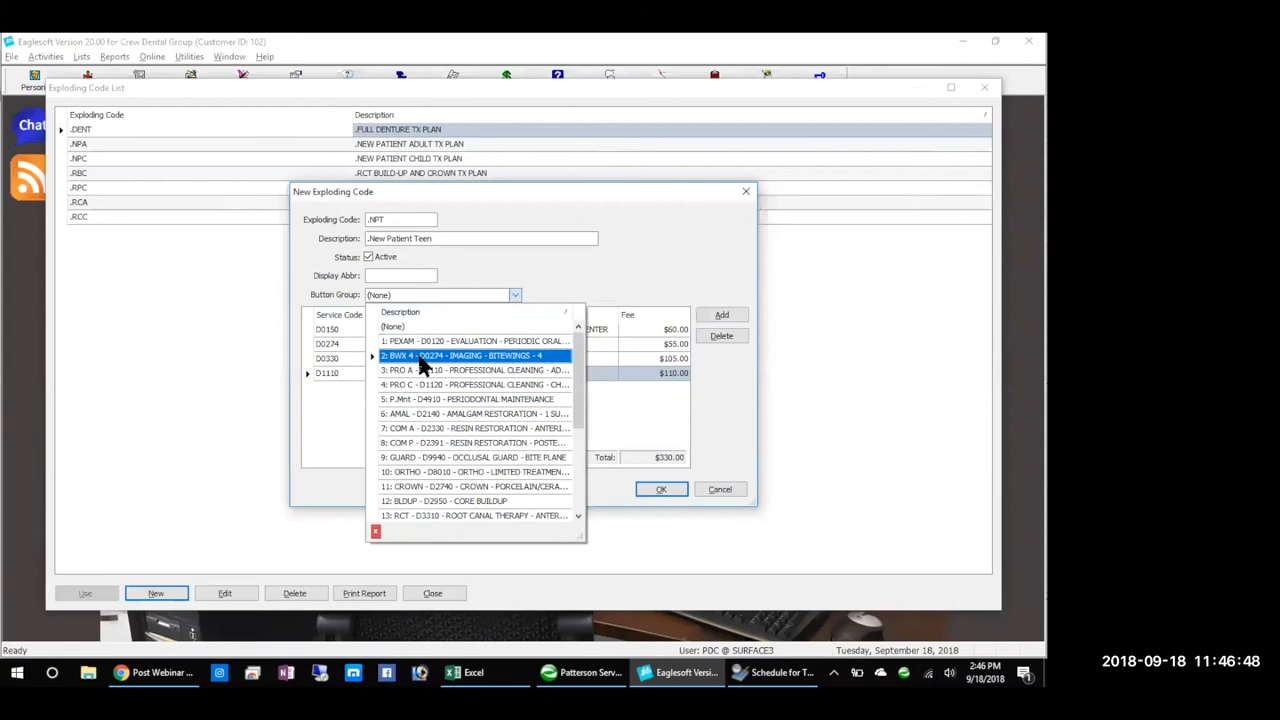 Eaglesoft Version 20.00 for Crew Dental Group (Customer ID: 102)
File Activities Lists Reports Online Utilities Window Help
Person
Exploding Code List
Exploding Code Description /
.DENT .FULL DENTURE TX PLAN
.NPA .NEW PATIENT ADULT TX PLAN
.NPC .NEW PATIENT CHILD TX PLAN
.RBC .RCT BUILD-UP AND CROWN TX PLAN
.RPC
.RCA
.RCC
Chat
New Exploding Code
Exploding Code: .NPT
Description: .New Patient Teen
Status: Active
Display Abbr:
Button Group: (None)
Service Code Description / Fee Add
D0150 (None) ENTER $60.00
D0274 1: PEXAM - D0120 - EVALUATION - PERIODIC ORAL... $55.00 Delete
D0330 2: BWX 4 - D0274 - IMAGING - BITEWINGS - 4 $105.00
D1110 3: PRO A - 10 - PROFESSIONAL CLEANING - AD... $110.00
4: PRO C - D1120 - PROFESSIONAL CLEANING - CH...
5: P.Mnt - D4910 - PERIODONTAL MAINTENANCE
6: AMAL - D2140 - AMALGAM RESTORATION - 1 SU...
7: COM A - D2330 - RESIN RESTORATION - ANTERI...
8: COM P - D2391 - RESIN RESTORATION - POSTE...
9: GUARD - D9940 - OCCLUSAL GUARD - BITE PLANE Total: $330.00
10: ORTHO - D8010 - ORTHO - LIMITED TREATMEN...
11: CROWN - D2740 - CROWN - PORCELAIN/CERA...
12: BLDUP - D2950 - CORE BUILDUP
13: RCT - D3310 - ROOT CANAL THERAPY - ANTER...
OK Cancel
Use New Edit Delete Print Report Close
Ready User: PDC @ SURFACE3 Tuesday, September 18, 2018
Post Webinar ... Excel Patterson Serv... Eaglesoft Versi... Schedule for T... 2:46 PM
9/18/2018
2018-09-18 11:46:48